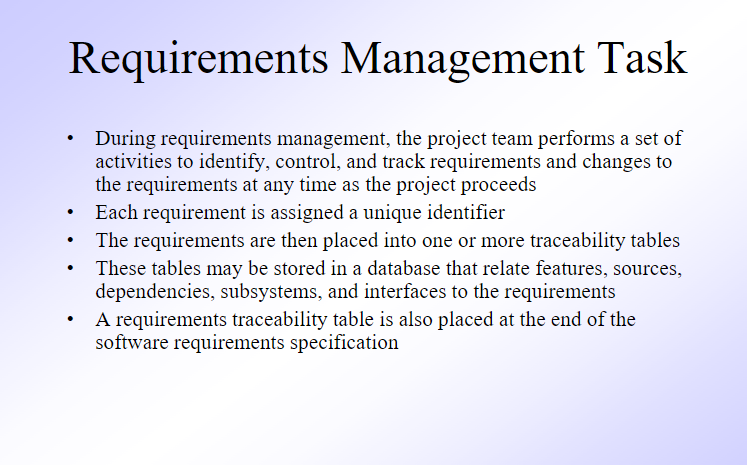 Requirements Management Task
• During requirements management, the project team performs a set of
activities to identify, control, and track requirements and changes to
the requirements at any time as the project proceeds
• Each requirement is assigned a unique identifier
• The requirements are then placed into one or more traceability tables
• These tables may be stored in a database that relate features, sources,
dependencies, subsystems, and interfaces to the requirements
• A requirements traceability table is also placed at the end of the
software requirements specification